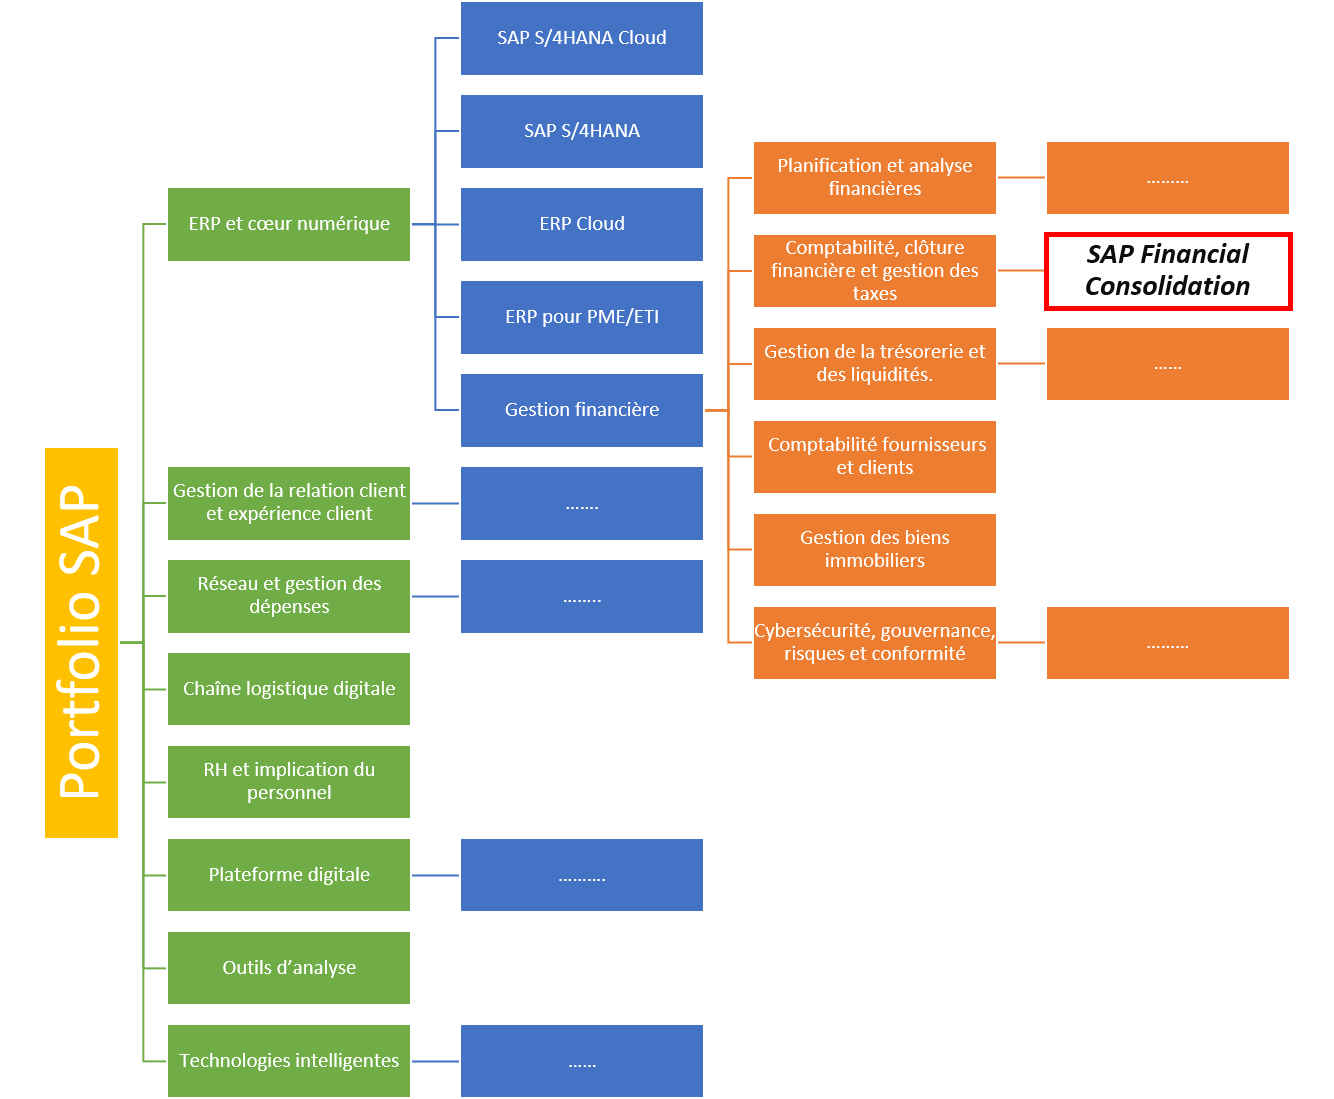 Portfolio SAP
ERP et cœur numérique
SAP S/4HANA Cloud
SAP S/4HANA
ERP Cloud
ERP pour PME/ETI
Gestion financière
Planification et analyse
financières
.........
Comptabilité, clôture
financière et gestion des
taxes
SAP Financial
Consolidation
Gestion de la trésorerie et
des liquidités.
......
Comptabilité fournisseurs
et clients
Gestion des biens
immobiliers
Cybersécurité, gouvernance,
risques et conformité
.........
Gestion de la relation client
et expérience client
.......
Réseau et gestion des
dépenses
........
Chaîne logistique digitale
RH et implication du
personnel
Plateforme digitale
..........
Outils d’analyse
Technologies intelligentes
......